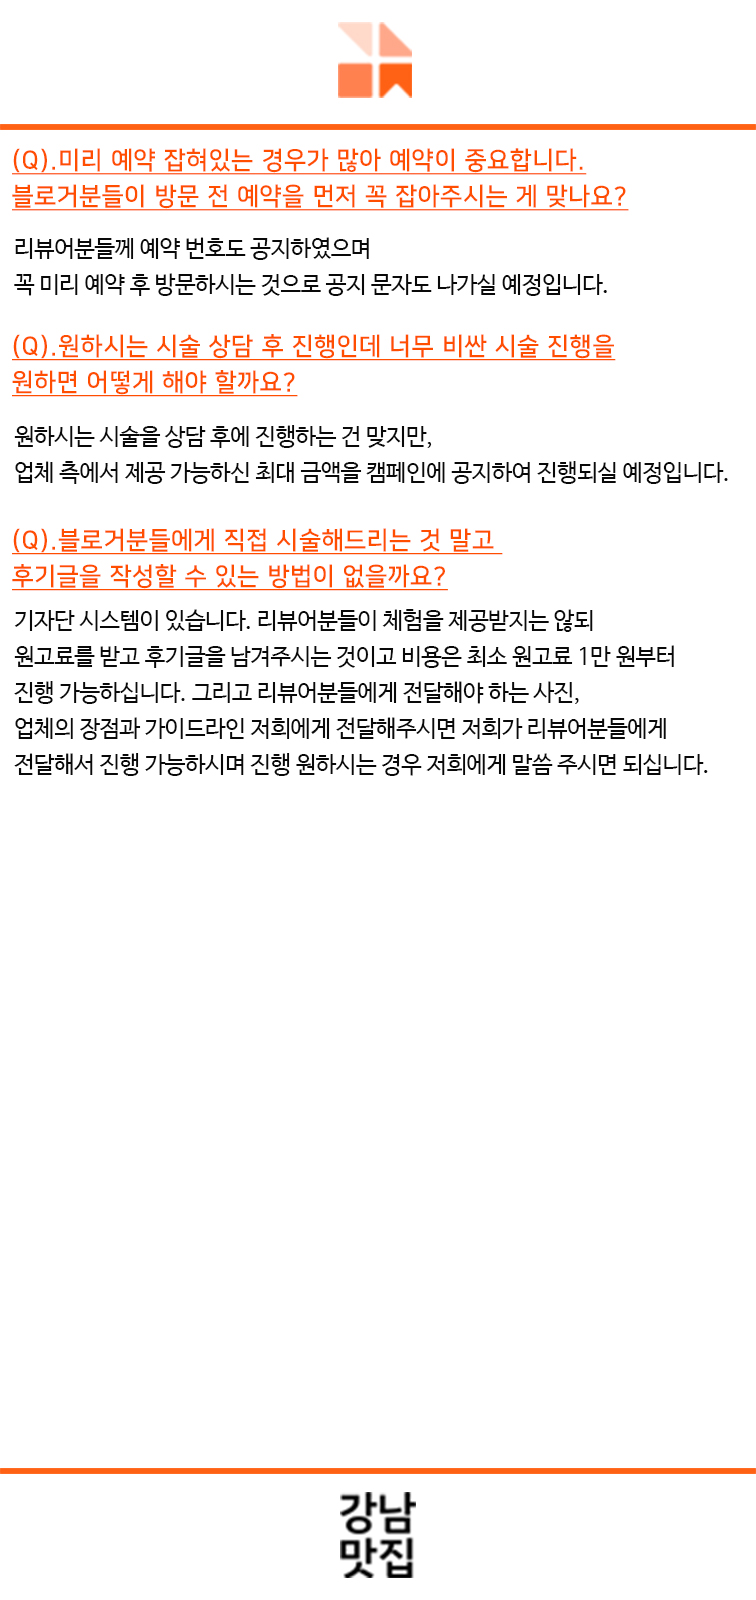 (Q).미리 예약 잡혀있는 경우가 많아 예약이 중요합니다.
블로거분들이 방문 전 예약을 먼저 꼭 잡아주시는 게 맞나요?
리뷰어분들께 예약 번호도 공지하였으며
꼭 미리 예약 후 방문하시는 것으로 공지 문자도 나가실 예정입니다.
(Q).원하시는 시술 상담 후 진행인데 너무 비싼 시술 진행을
원하면 어떻게 해야 할까요?
원하시는 시술을 상담 후에 진행하는 건 맞지만,
업체 측에서 제공 가능하신 최대 금액을 캠페인에 공지하여 진행되실 예정입니다.
(Q).블로거분들에게 직접 시술해드리는 것 말고
후기글을 작성할 수 있는 방법이 없을까요?
기자단 시스템이 있습니다. 리뷰어분들이 체험을 제공받지는 않되
원고료를 받고 후기글을 남겨주시는 것이고 비용은 최소 원고료 1만 원부터
진행 가능하십니다. 그리고 리뷰어분들에게 전달해야 하는 사진,
업체의 장점과 가이드라인 저희에게 전달해주시면 저희가 리뷰어분들에게
전달해서 진행 가능하시며 진행 원하시는 경우 저희에게 말씀 주시면 되십니다.
강남
맛집